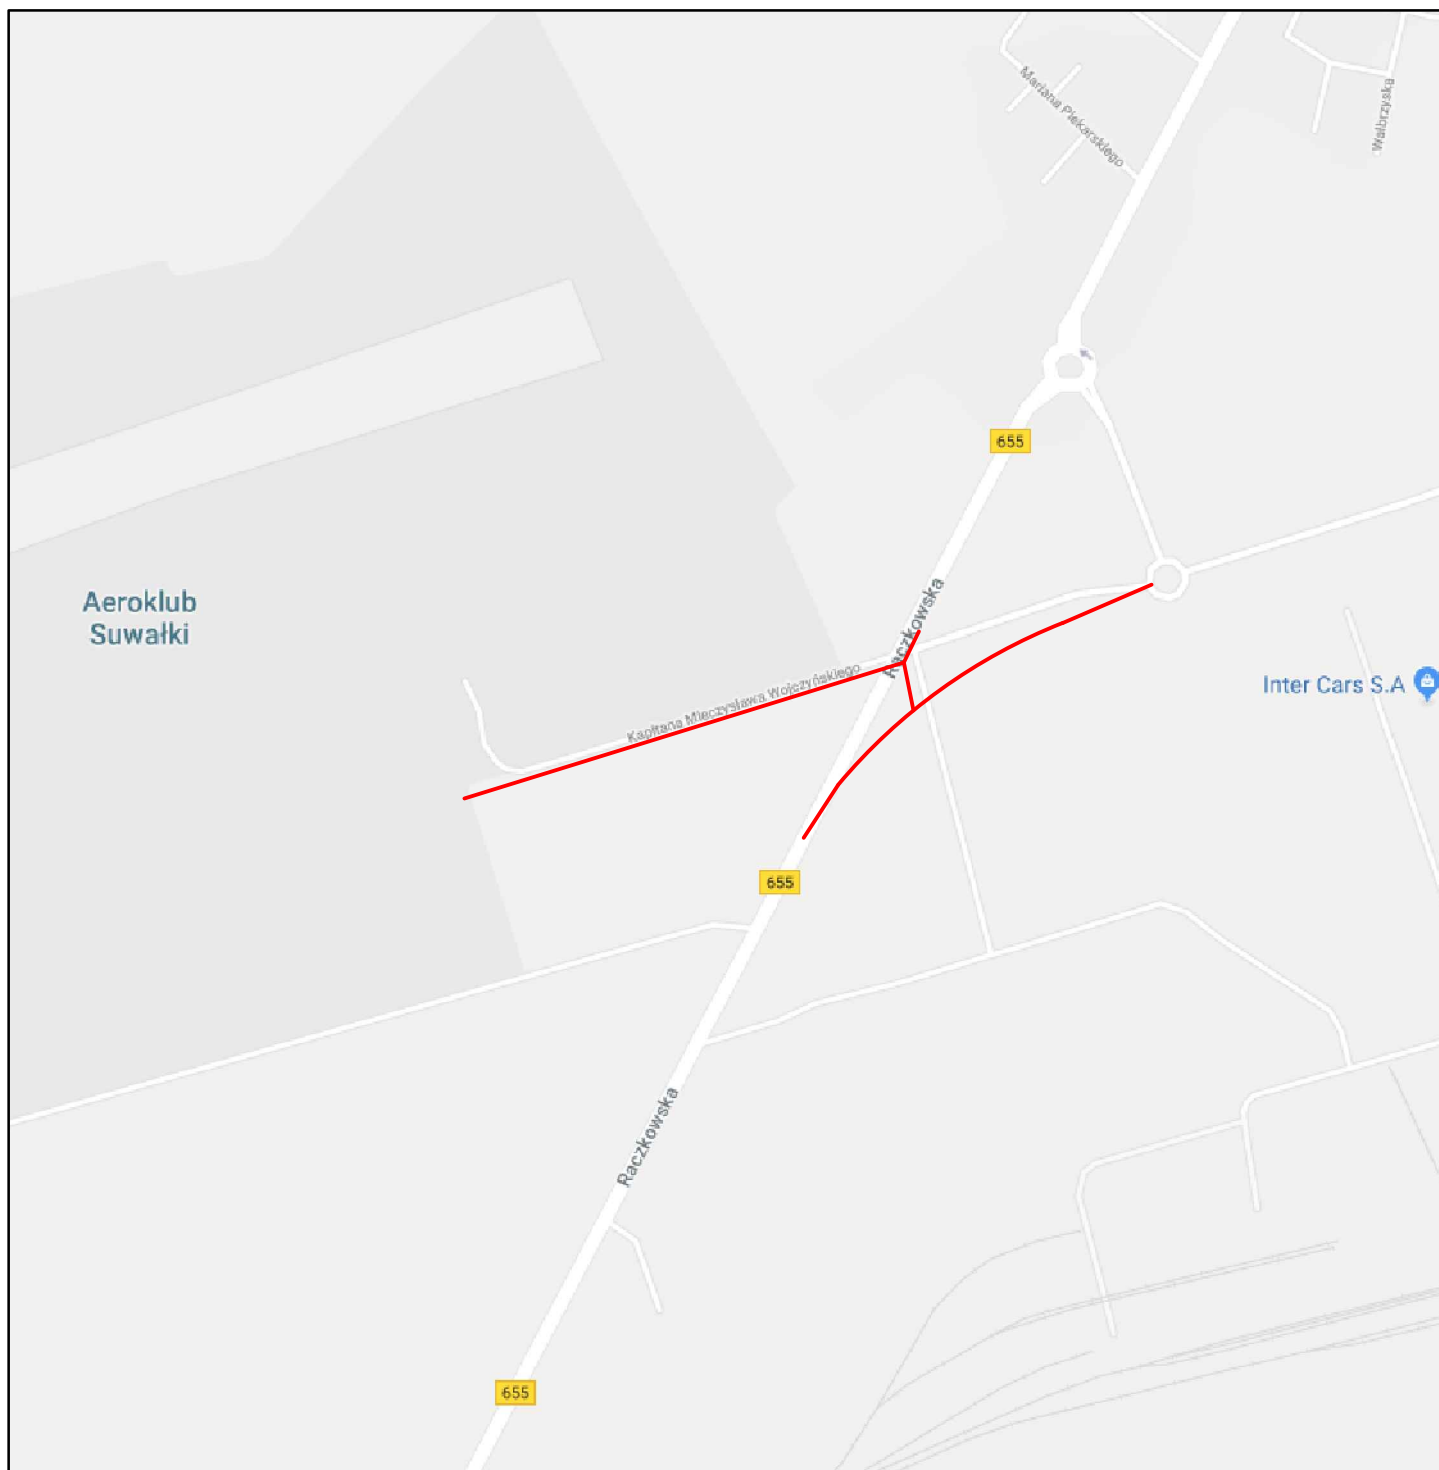 Mariana Piekarskiego
Wałbrzyska
655
Raczkowska
Aeroklub
Suwałki
Kapitana Mieczysława Wojczyńskiego
Inter Cars S.A
655
Raczkowska
655